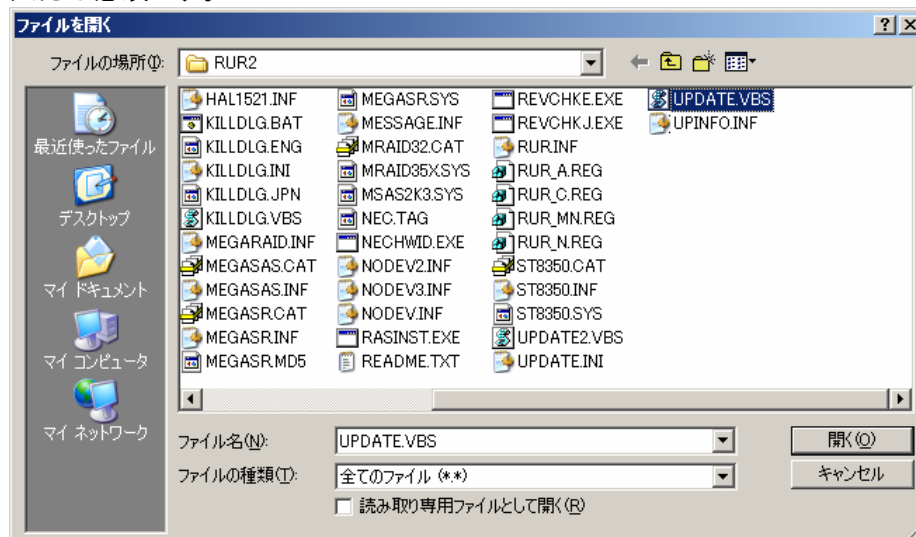 ファイルを開く
ファイルの場所(I):
RUR2
最近使ったファイル
デスクトップ
マイ ドキュメント
マイ コンピュータ
マイ ネットワーク
HAL1521.INF
KILLDLG.BAT
KILLDLG.ENG
KILLDLG.INI
KILLDLG.JPN
KILLDLG.VBS
MEGARAID.INF
MEGASAS.CAT
MEGASAS.INF
MEGASR.CAT
MEGASR.INF
MEGASR.MD5
MEGASR.SYS
MESSAGE.INF
MRAID32.CAT
MRAID35X.SYS
MSAS2K3.SYS
NEC.TAG
NECHWID.EXE
NODEV2.INF
NODEV3.INF
NODEV.INF
RASINST.EXE
README.TXT
REVCHKE.EXE
REVCHKJ.EXE
RUR.INF
RUR_A.REG
RUR_C.REG
RUR_MN.REG
RUR_N.REG
ST8350.CAT
ST8350.INF
ST8350.SYS
UPDATE2.VBS
UPDATE.INI
UPDATE.VBS
UPINFO.INF
ファイル名(N):
UPDATE.VBS
開く(O)
ファイルの種類(T):
全てのファイル (*.*)
キャンセル
読み取り専用ファイルとして開く(R)